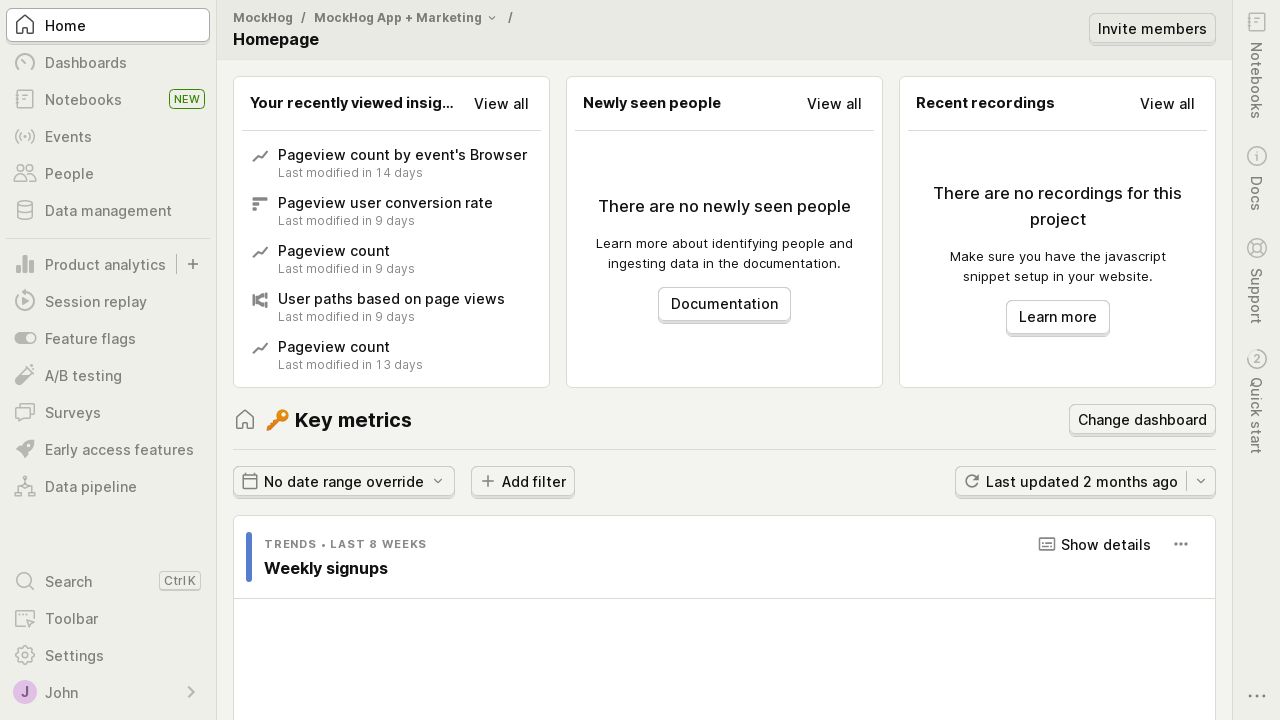 Home
Dashboards
Notebooks
NEW
Events
People
Data management
Product analytics
Session replay
Feature flags
A/B testing
Surveys
Early access features
Data pipeline
Search
Ctrl K
Toolbar
Settings
J
John
MockHog / MockHog App + Marketing /
Homepage
Invite members
Your recently viewed insig...
View all
Pageview count by event's Browser
Last modified in 14 days
Pageview user conversion rate
Last modified in 9 days
Pageview count
Last modified in 9 days
User paths based on page views
Last modified in 9 days
Pageview count
Last modified in 13 days
Newly seen people
View all
There are no newly seen people
Learn more about identifying people and
ingesting data in the documentation.
Documentation
Recent recordings
View all
There are no recordings for this
project
Make sure you have the javascript
snippet setup in your website.
Learn more
🔑 Key metrics
Change dashboard
No date range override
Add filter
Last updated 2 months ago
TRENDS • LAST 8 WEEKS
Weekly signups
Show details
Notebooks
Docs
Support
2
Quick start